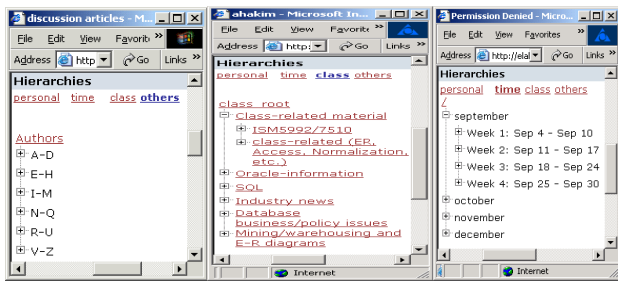 discussion articles - M...
File Edit View Favorit »
Address http Go Links »
Hierarchies
personal time class others
Authors
A-D
E-H
I-M
N-Q
R-U
V-Z
ahakim - Microsoft In...
File Edit View Favorit »
Address http: Go Links »
Hierarchies
personal time class others
class root
Class-related material
ISM5992/7510
class-related (ER,
Access, Normalization,
etc.)
Oracle-information
SQL
Industry news
Database
business/policy issues
Mining/warehousing and
E-R diagrams
Internet
Permission Denied - Micro...
File Edit View Favorites »
Address http://elal Go Links »
Hierarchies
personal time class others
/
september
Week 1: Sep 4 - Sep 10
Week 2: Sep 11 - Sep 17
Week 3: Sep 18 - Sep 24
Week 4: Sep 25 - Sep 30
october
november
december
Internet